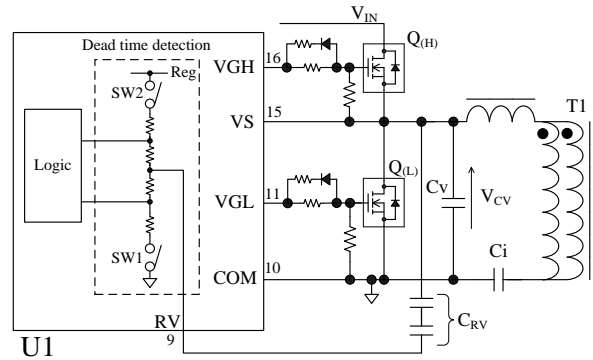 V_IN
Dead time detection
Q_(H)
VGH
16
Reg
SW2
VS
15
T1
Logic
Q_(L)
VGL
11
Cv
V_CV
SW1
COM
10
Ci
RV
9
C_RV
U1